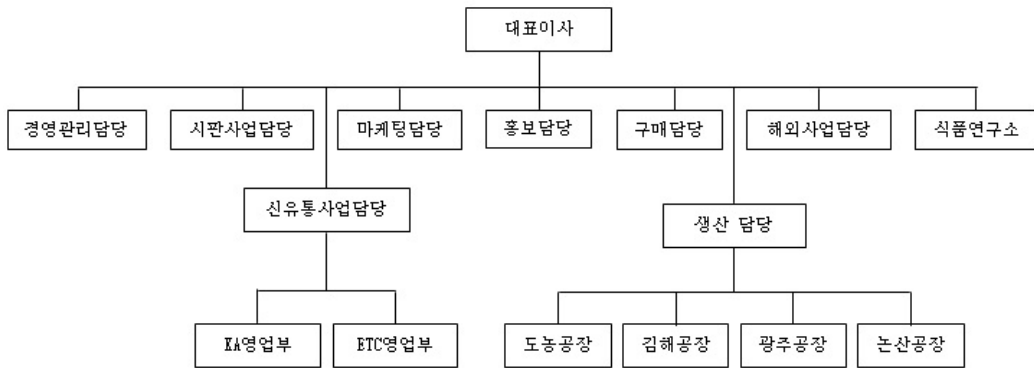 대표이사
경영관리담당
시판사업담당
마케팅담당
홍보담당
구매담당
해외사업담당
식품연구소
신유통사업담당
생산 담당
KA영업부
ETC영업부
도농공장
김해공장
광주공장
논산공장